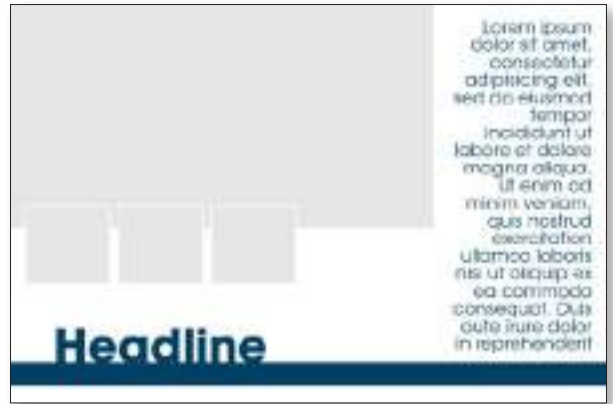 Lorem ipsum
dolor sit amet,
consectetur
adipisicing elit,
sed do eiusmod
tempor
incididunt ut
labore et dolore
magna aliqua.
Ut enim ad
minim veniam,
quis nostrud
exercitation
ullamco laboris
nisi ut aliquip ex
ea commodo
consequat. Duis
aute irure dolor
in reprehenderit
Headline